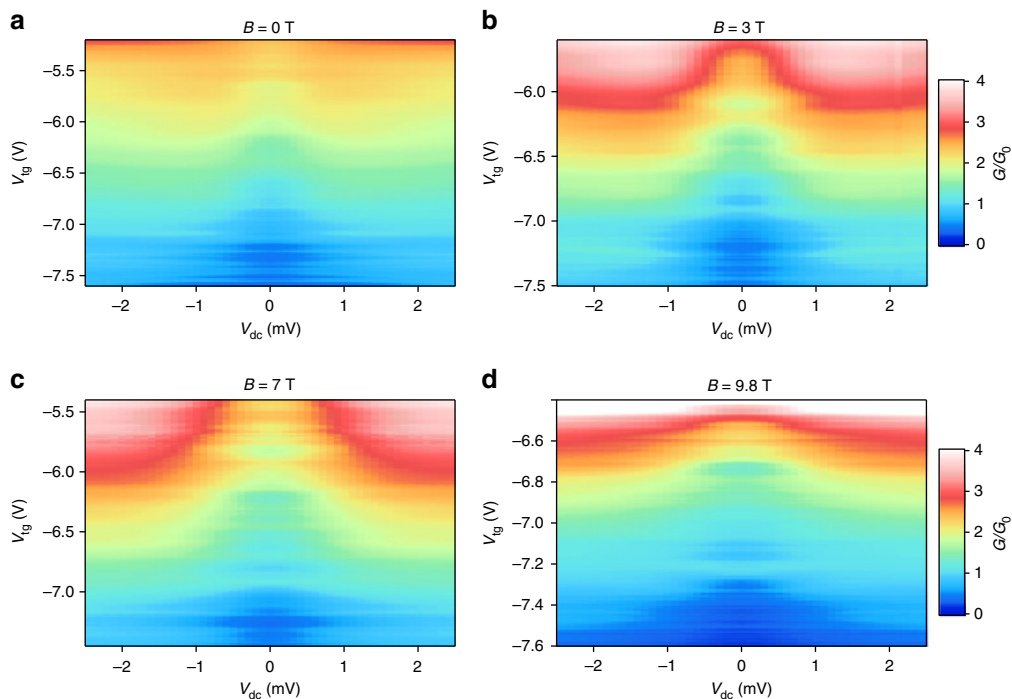 a
B = 0 T
−5.5
−6.0
−6.5
−7.0
−7.5
V_tg (V)
−2 −1 0 1 2
V_dc (mV)
b
B = 3 T
−6.0
−6.5
−7.0
−7.5
V_tg (V)
−2 −1 0 1 2
V_dc (mV)
4
3
2
1
0
G/G_0
c
B = 7 T
−5.5
−6.0
−6.5
−7.0
V_tg (V)
−2 −1 0 1 2
V_dc (mV)
d
B = 9.8 T
−6.6
−6.8
−7.0
−7.2
−7.4
−7.6
V_tg (V)
−2 −1 0 1 2
V_dc (mV)
4
3
2
1
0
G/G_0